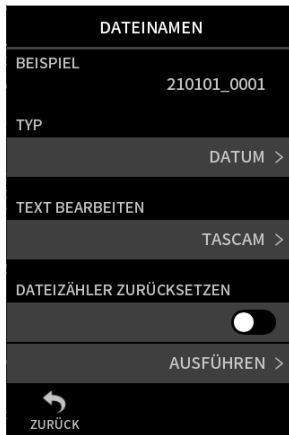 DATEINAMEN
BEISPIEL
210101_0001
TYP
DATUM >
TEXT BEARBEITEN
TASCAM >
DATEIZÄHLER ZURÜCKSETZEN
AUSFÜHREN >
ZURÜCK